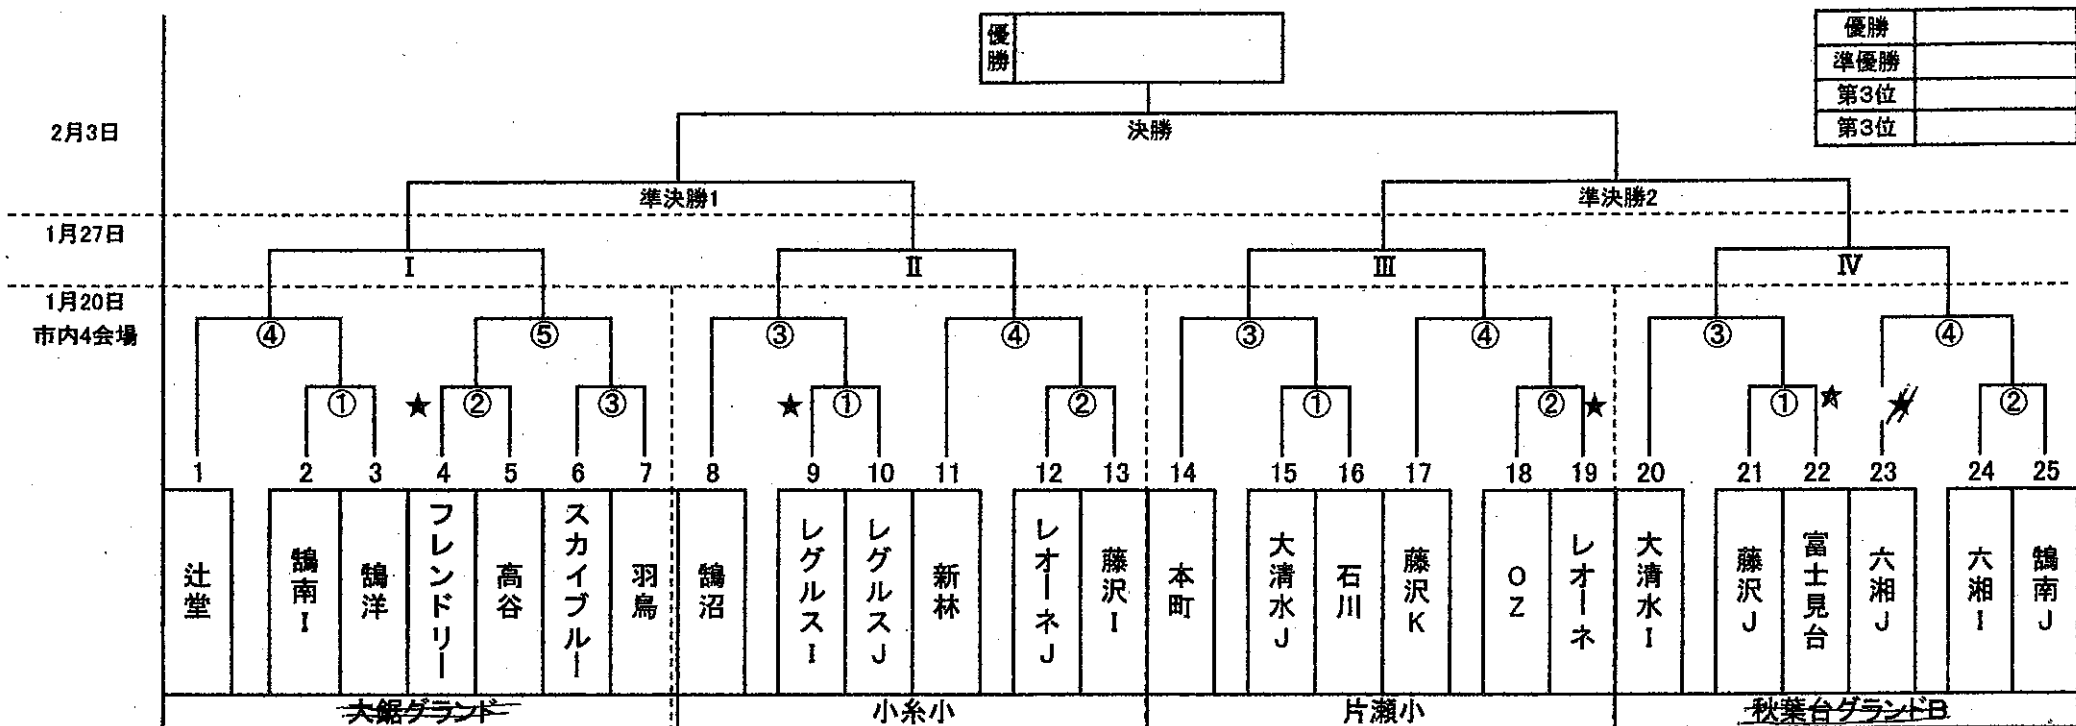 優勝
優勝
準優勝
第3位
第3位
2月3日
決勝
準決勝1
準決勝2
1月27日
Ⅰ
Ⅱ
Ⅲ
Ⅳ
1月20日
市内4会場
④ ⑤ ③ ④ ③ ④ ③ ④
① ★ ② ③ ★ ① ② ① ② ★ ① ★ ★ ②
1 2 3 4 5 6 7 8 9 10 11 12 13 14 15 16 17 18 19 20 21 22 23 24 25
辻堂
鵠南I
鵠洋
フレンドリー
高谷
スカイブルー
羽鳥
鵠沼
レグルスI
レグルスJ
新林
レオーネJ
藤沢I
本町
大清水J
石川
藤沢K
OZ
レオーネ
大清水I
藤沢J
富士見台
六湘J
六湘I
鵠南J
大鋸グランド
小糸小
片瀬小
秋葉台グランドB